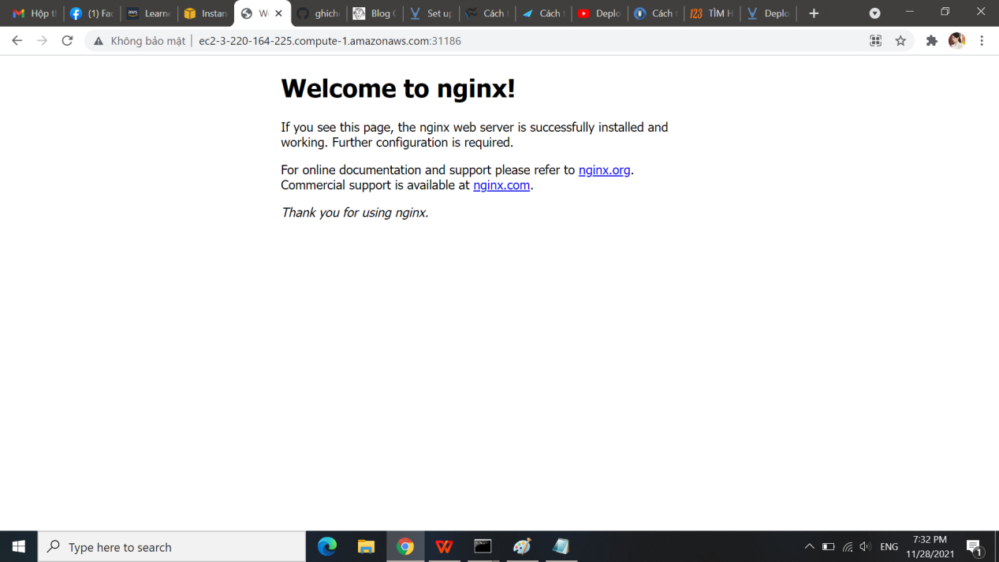 Hộp t
(1) Fac
Learne
Instan
We
ghich
Blog C
Set up
Cách
Cách
Deplo
Cách
TÌM H
Deplo
Không bảo mật
ec2-3-220-164-225.compute-1.amazonaws.com:31186
Welcome to nginx!
If you see this page, the nginx web server is successfully installed and
working. Further configuration is required.
For online documentation and support please refer to nginx.org.
Commercial support is available at nginx.com.
Thank you for using nginx.
Type here to search
ENG
7:32 PM
11/28/2021
1